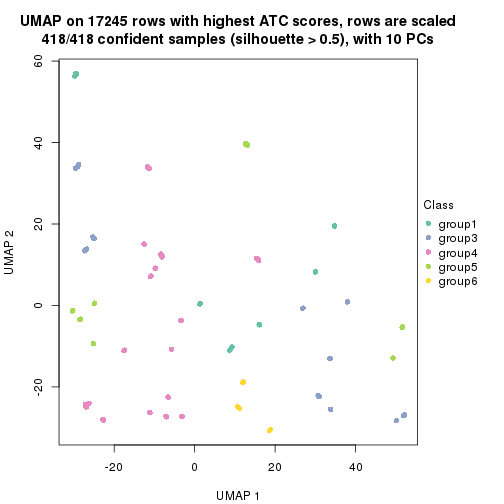 UMAP on 17245 rows with highest ATC scores, rows are scaled
418/418 confident samples (silhouette > 0.5), with 10 PCs
60
40
20
0
-20
UMAP 2
-20
0
20
40
UMAP 1
Class
group1
group3
group4
group5
group6